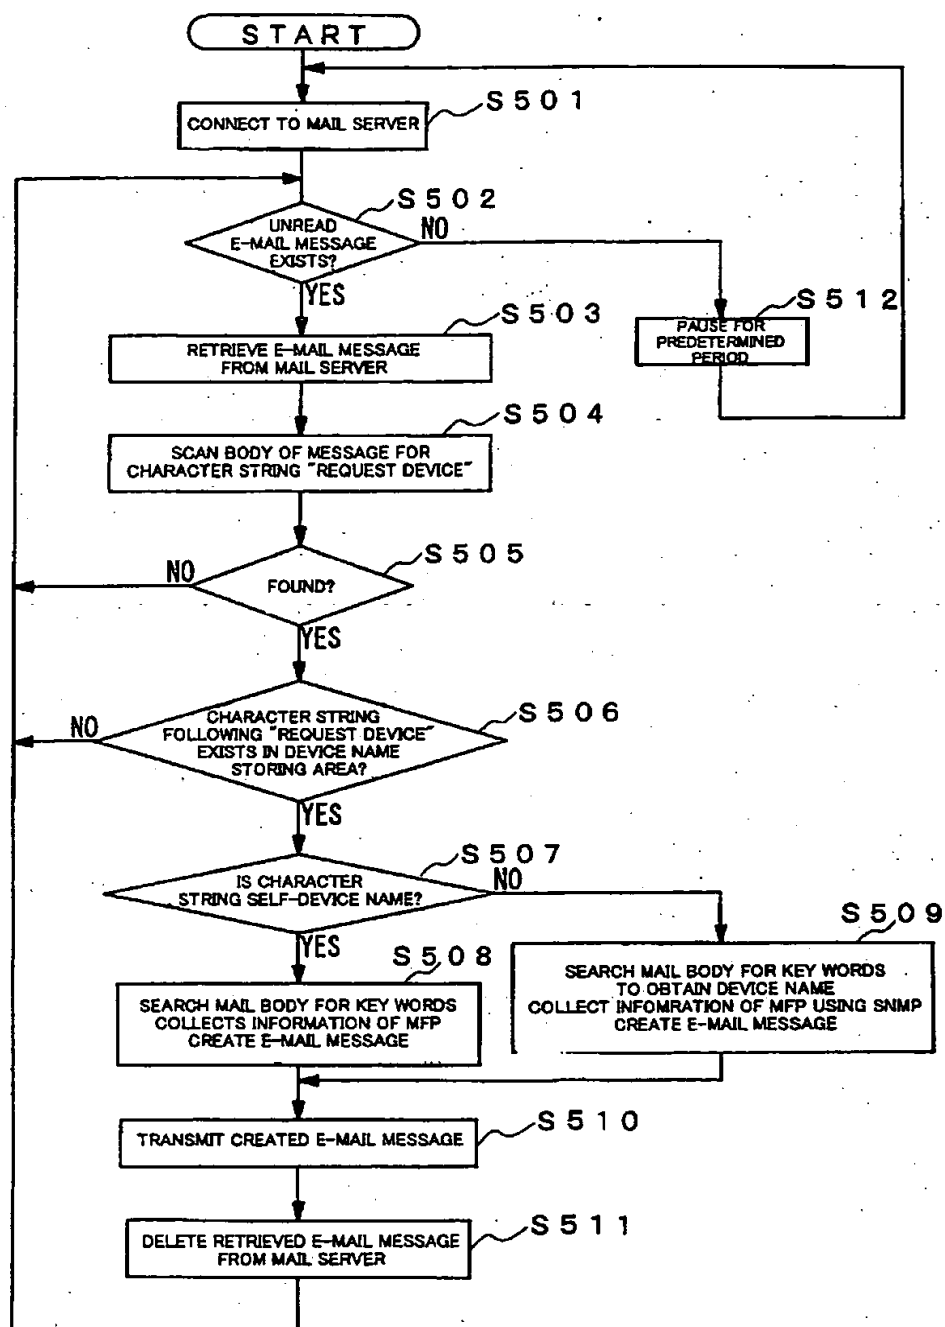 START
S501
CONNECT TO MAIL SERVER
S502
UNREAD
E-MAIL MESSAGE
EXISTS?
NO
YES
S512
PAUSE FOR
PREDETERMINED
PERIOD
S503
RETRIEVE E-MAIL MESSAGE
FROM MAIL SERVER
S504
SCAN BODY OF MESSAGE FOR
CHARACTER STRING "REQUEST DEVICE"
S505
NO
FOUND?
YES
S506
NO
CHARACTER STRING
FOLLOWING "REQUEST DEVICE"
EXISTS IN DEVICE NAME
STORING AREA?
YES
S507
IS CHARACTER
STRING SELF-DEVICE NAME?
NO
YES
S508
SEARCH MAIL BODY FOR KEY WORDS
COLLECTS INFORMATION OF MFP
CREATE E-MAIL MESSAGE
S509
SEARCH MAIL BODY FOR KEY WORDS
TO OBTAIN DEVICE NAME
COLLECT INFOMRATION OF MFP USING SNMP
CREATE E-MAIL MESSAGE
S510
TRANSMIT CREATED E-MAIL MESSAGE
S511
DELETE RETRIEVED E-MAIL MESSAGE
FROM MAIL SERVER